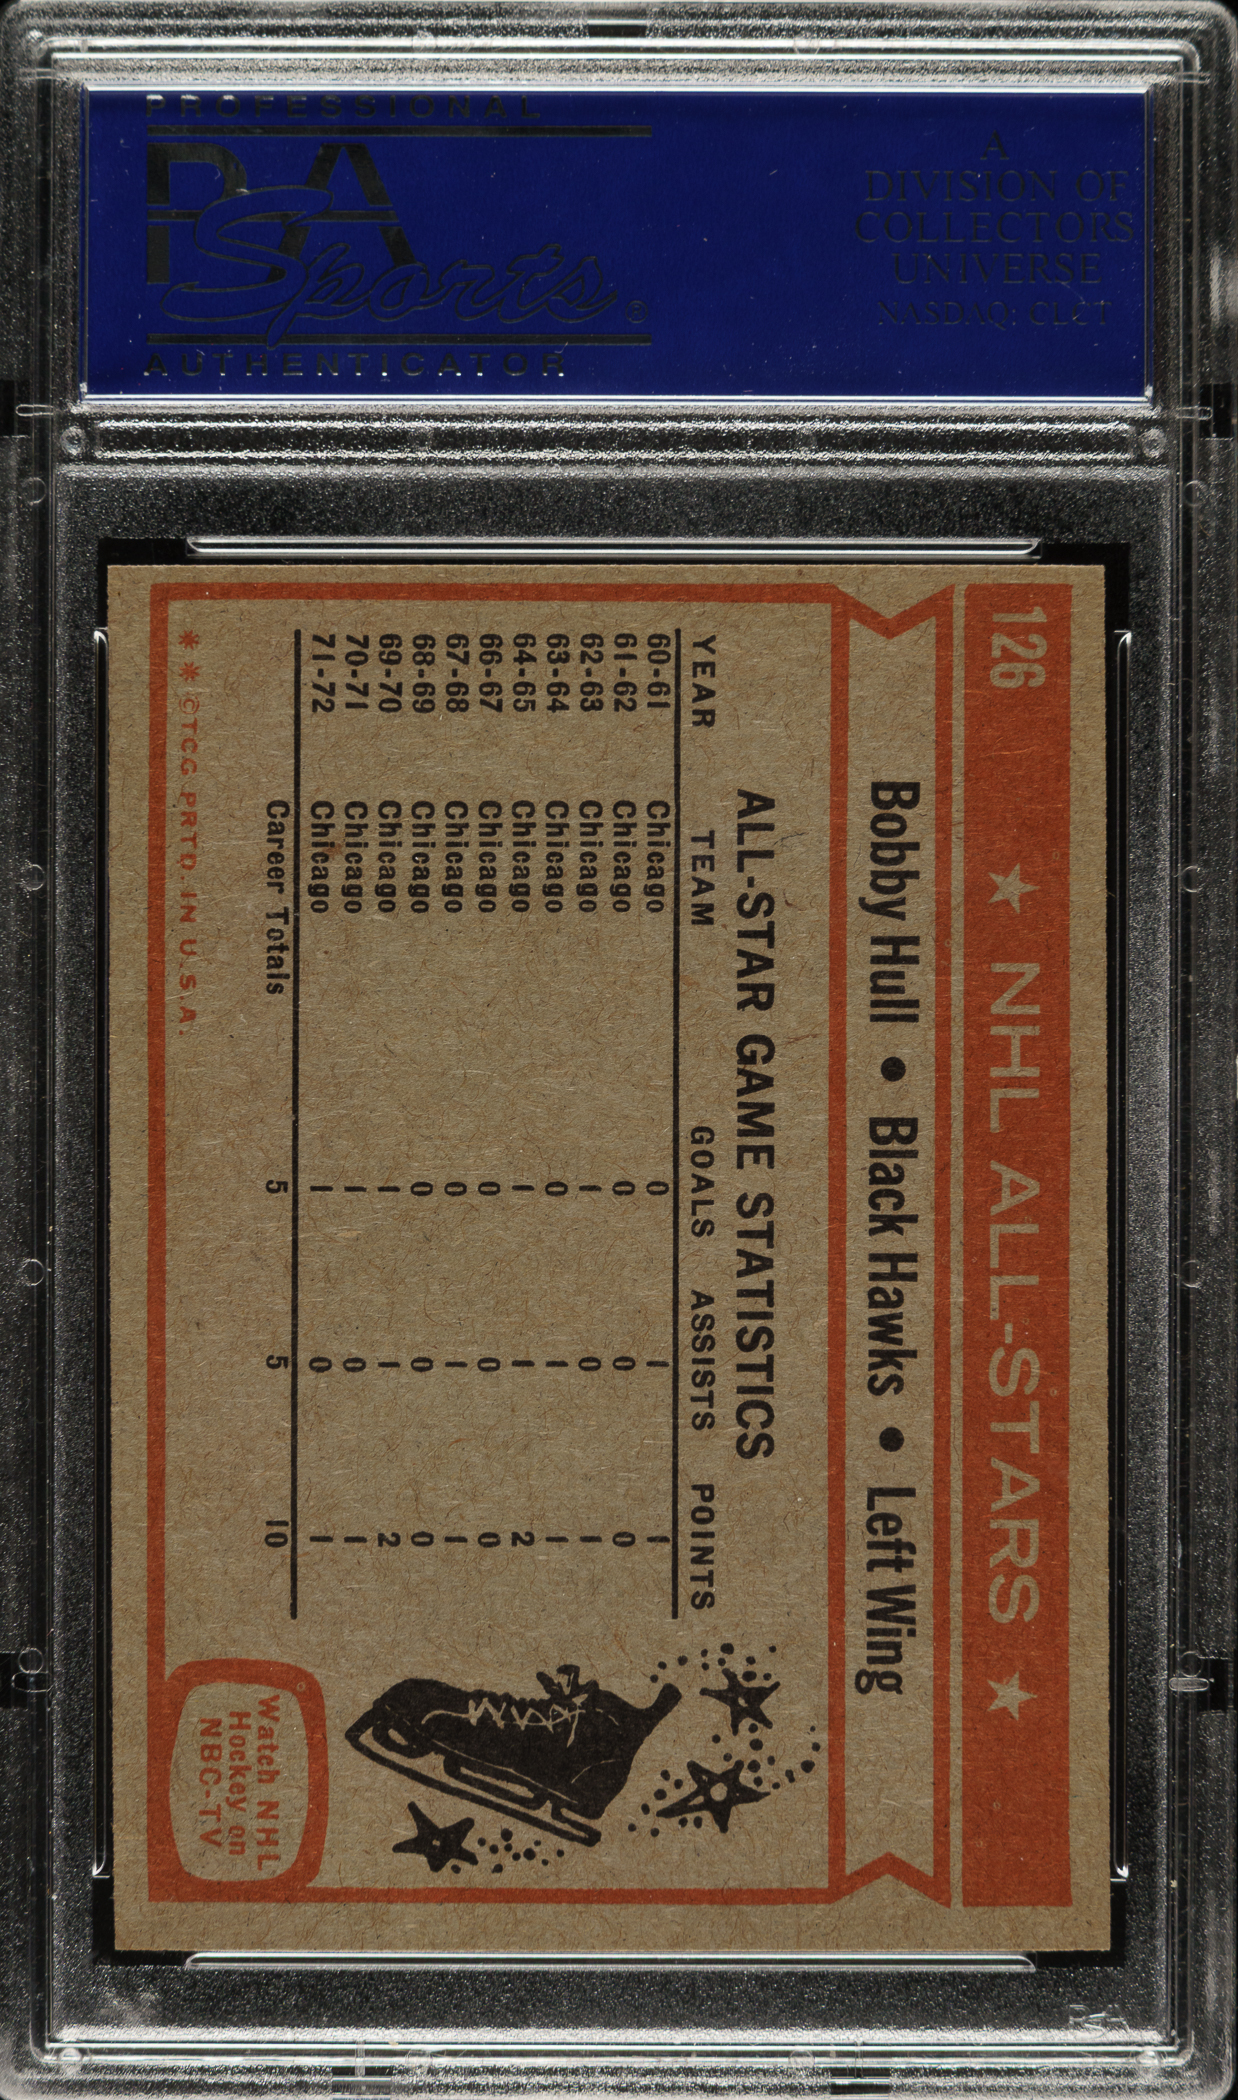 PROFESSIONAL
PSA
Sports®
AUTHENTICATOR
A
DIVISION OF
COLLECTORS
UNIVERSE
NASDAQ: CLCT
126 ★ NHL ALL-STARS ★
Bobby Hull • Black Hawks • Left Wing
ALL-STAR GAME STATISTICS
YEAR TEAM GOALS ASSISTS POINTS
60-61 Chicago 0 1 1
61-62 Chicago 0 0 0
62-63 Chicago 1 0 1
63-64 Chicago 0 1 1
64-65 Chicago 1 1 2
66-67 Chicago 0 0 0
67-68 Chicago 0 1 1
68-69 Chicago 0 0 0
69-70 Chicago 1 1 2
70-71 Chicago 1 0 1
71-72 Chicago 1 0 1
Career Totals 5 5 10
Watch NHL
Hockey on
NBC-TV
* * ©T.C.G. PRTD. IN U.S.A.
PSA